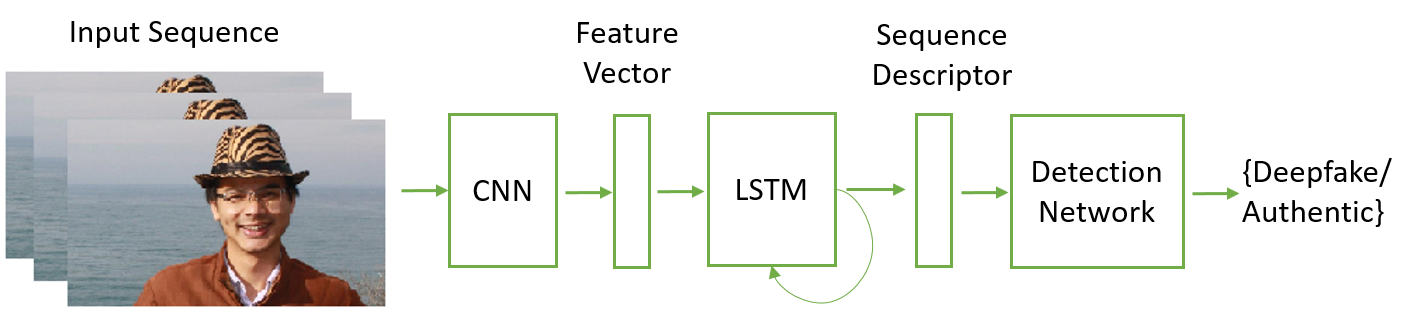 Input Sequence
Feature
Vector
Sequence
Descriptor
CNN
LSTM
Detection
Network
{Deepfake/
Authentic}